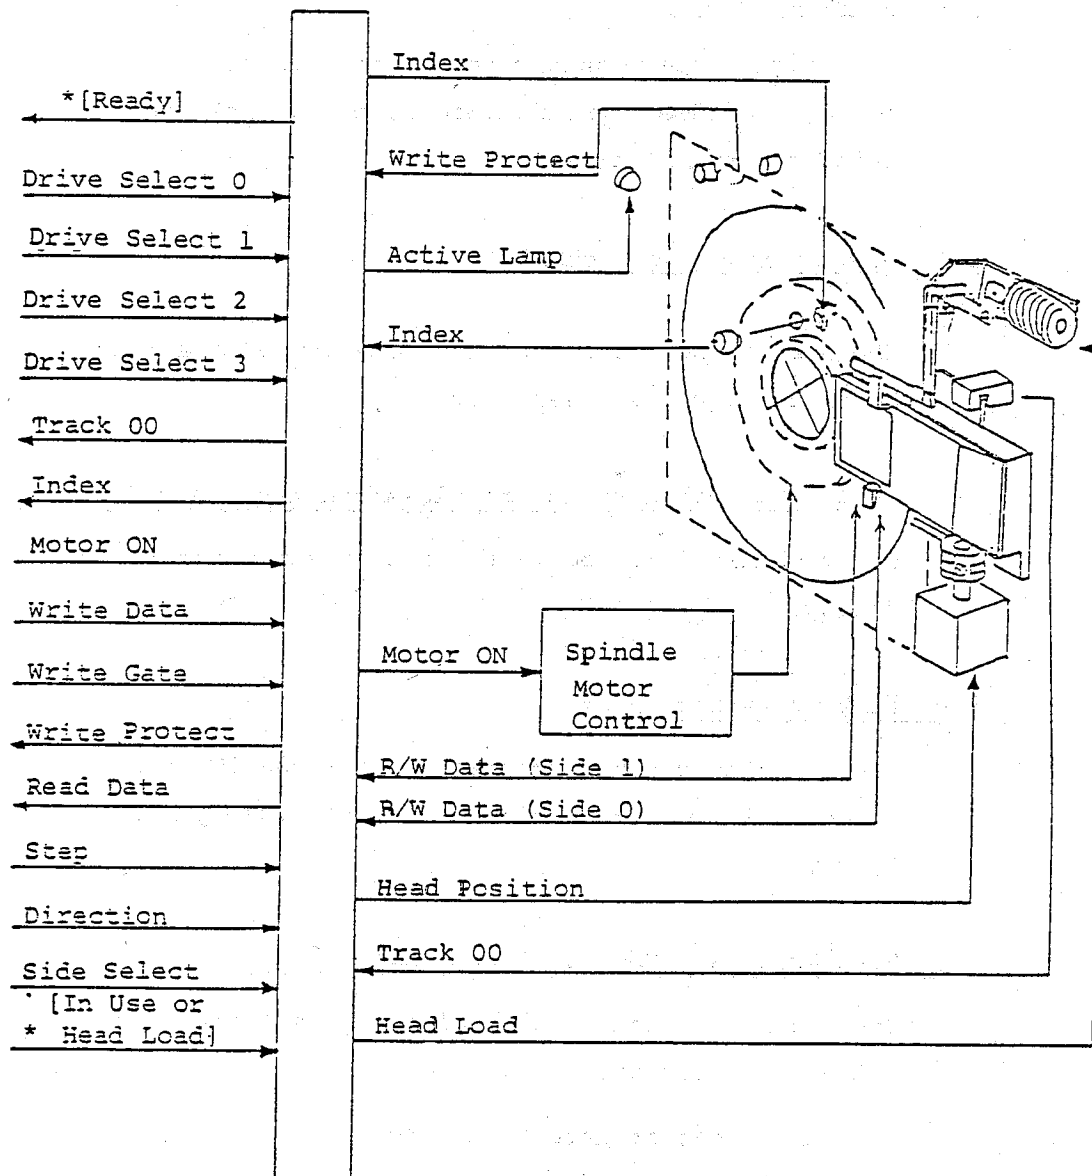 *[Ready]
Drive Select 0
Drive Select 1
Drive Select 2
Drive Select 3
Track 00
Index
Motor ON
Write Data
Write Gate
Write Protect
Read Data
Step
Direction
Side Select
[In Use or
* Head Load]
Index
Write Protect
Active Lamp
Index
Motor ON
Spindle
Motor
Control
R/W Data (Side 1)
R/W Data (Side 0)
Head Position
Track 00
Head Load